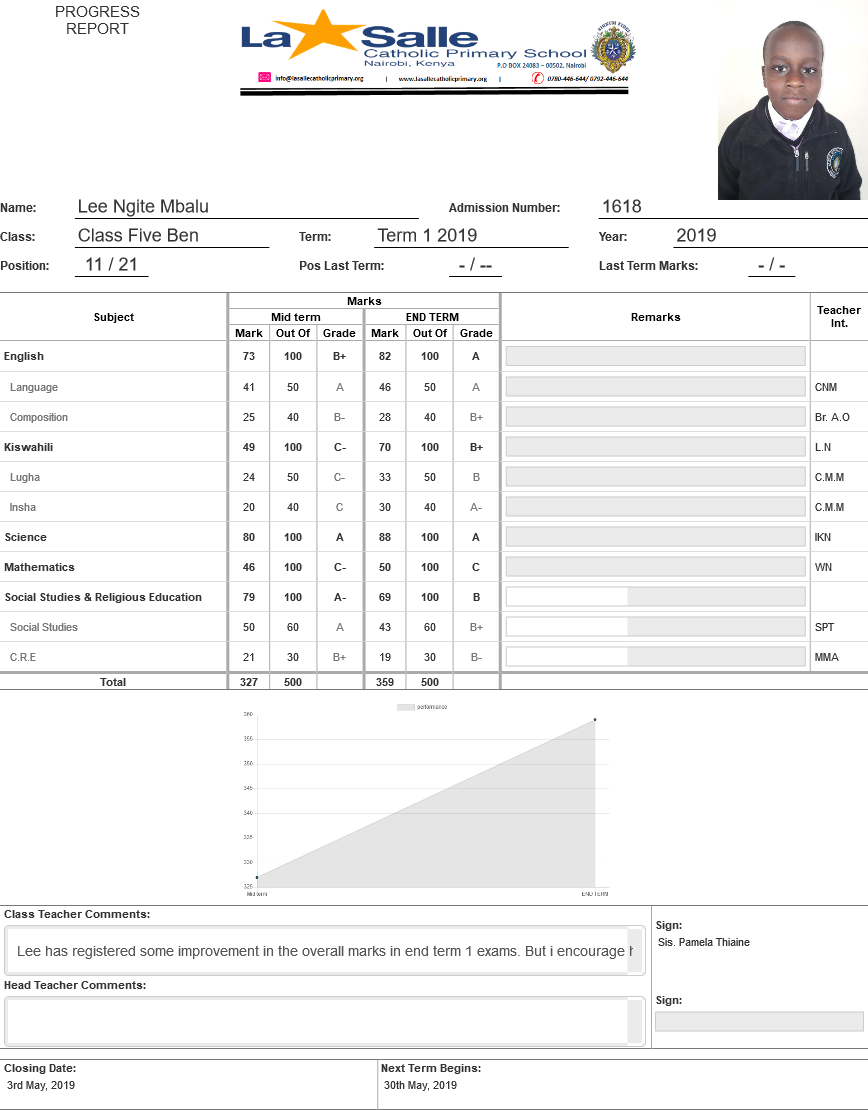 PROGRESS
REPORT
La Salle
Catholic Primary School
Nairobi, Kenya
P.O BOX 24083 – 00502, Nairobi
info@lasallecatholicprimary.org | www.lasallecatholicprimary.org | 0780-446-644/ 0792-446-644
Name: Lee Ngite Mbalu Admission Number: 1618
Class: Class Five Ben Term: Term 1 2019 Year: 2019
Position: 11 / 21 Pos Last Term: - / -- Last Term Marks: - / -
Subject Marks Remarks Teacher Int.
Mid term END TERM
Mark Out Of Grade Mark Out Of Grade
English 73 100 B+ 82 100 A
Language 41 50 A 46 50 A CNM
Composition 25 40 B- 28 40 B+ Br. A.O
Kiswahili 49 100 C- 70 100 B+ L.N
Lugha 24 50 C- 33 50 B C.M.M
Insha 20 40 C 30 40 A- C.M.M
Science 80 100 A 88 100 A IKN
Mathematics 46 100 C- 50 100 C WN
Social Studies & Religious Education 79 100 A- 69 100 B
Social Studies 50 60 A 43 60 B+ SPT
C.R.E 21 30 B+ 19 30 B- MMA
Total 327 500 359 500
performance
360
355
350
345
340
335
330
325
Mid term END TERM
Class Teacher Comments:
Lee has registered some improvement in the overall marks in end term 1 exams. But i encourage
Sign:
Sis. Pamela Thiaine
Head Teacher Comments:
Sign:
Closing Date: Next Term Begins:
3rd May, 2019 30th May, 2019